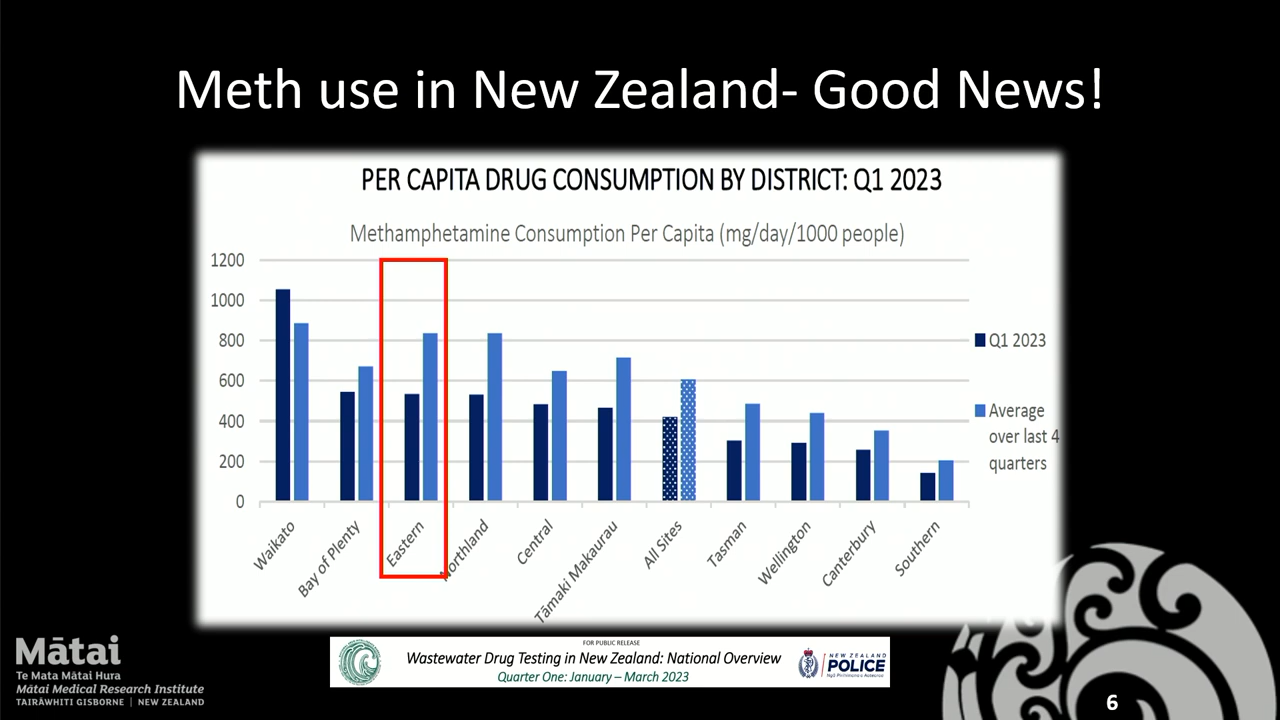 Meth use in New Zealand- Good News!
PER CAPITA DRUG CONSUMPTION BY DISTRICT: Q1 2023
Methamphetamine Consumption Per Capita (mg/day/1000 people)
1200
1000
800
600
400
200
0
Waikato
Bay of Plenty
Eastern
Northland
Central
Tāmaki Makaurau
All Sites
Tasman
Wellington
Canterbury
Southern
Q1 2023
Average
over last 4
quarters
Mātai
Te Mata Mātai Hura
Mātai Medical Research Institute
TAIRĀWHITI GISBORNE | NEW ZEALAND
FOR PUBLIC RELEASE
Wastewater Drug Testing in New Zealand: National Overview
Quarter One: January – March 2023
NEW ZEALAND
POLICE
Ngā Pirihimana o Aotearoa
6